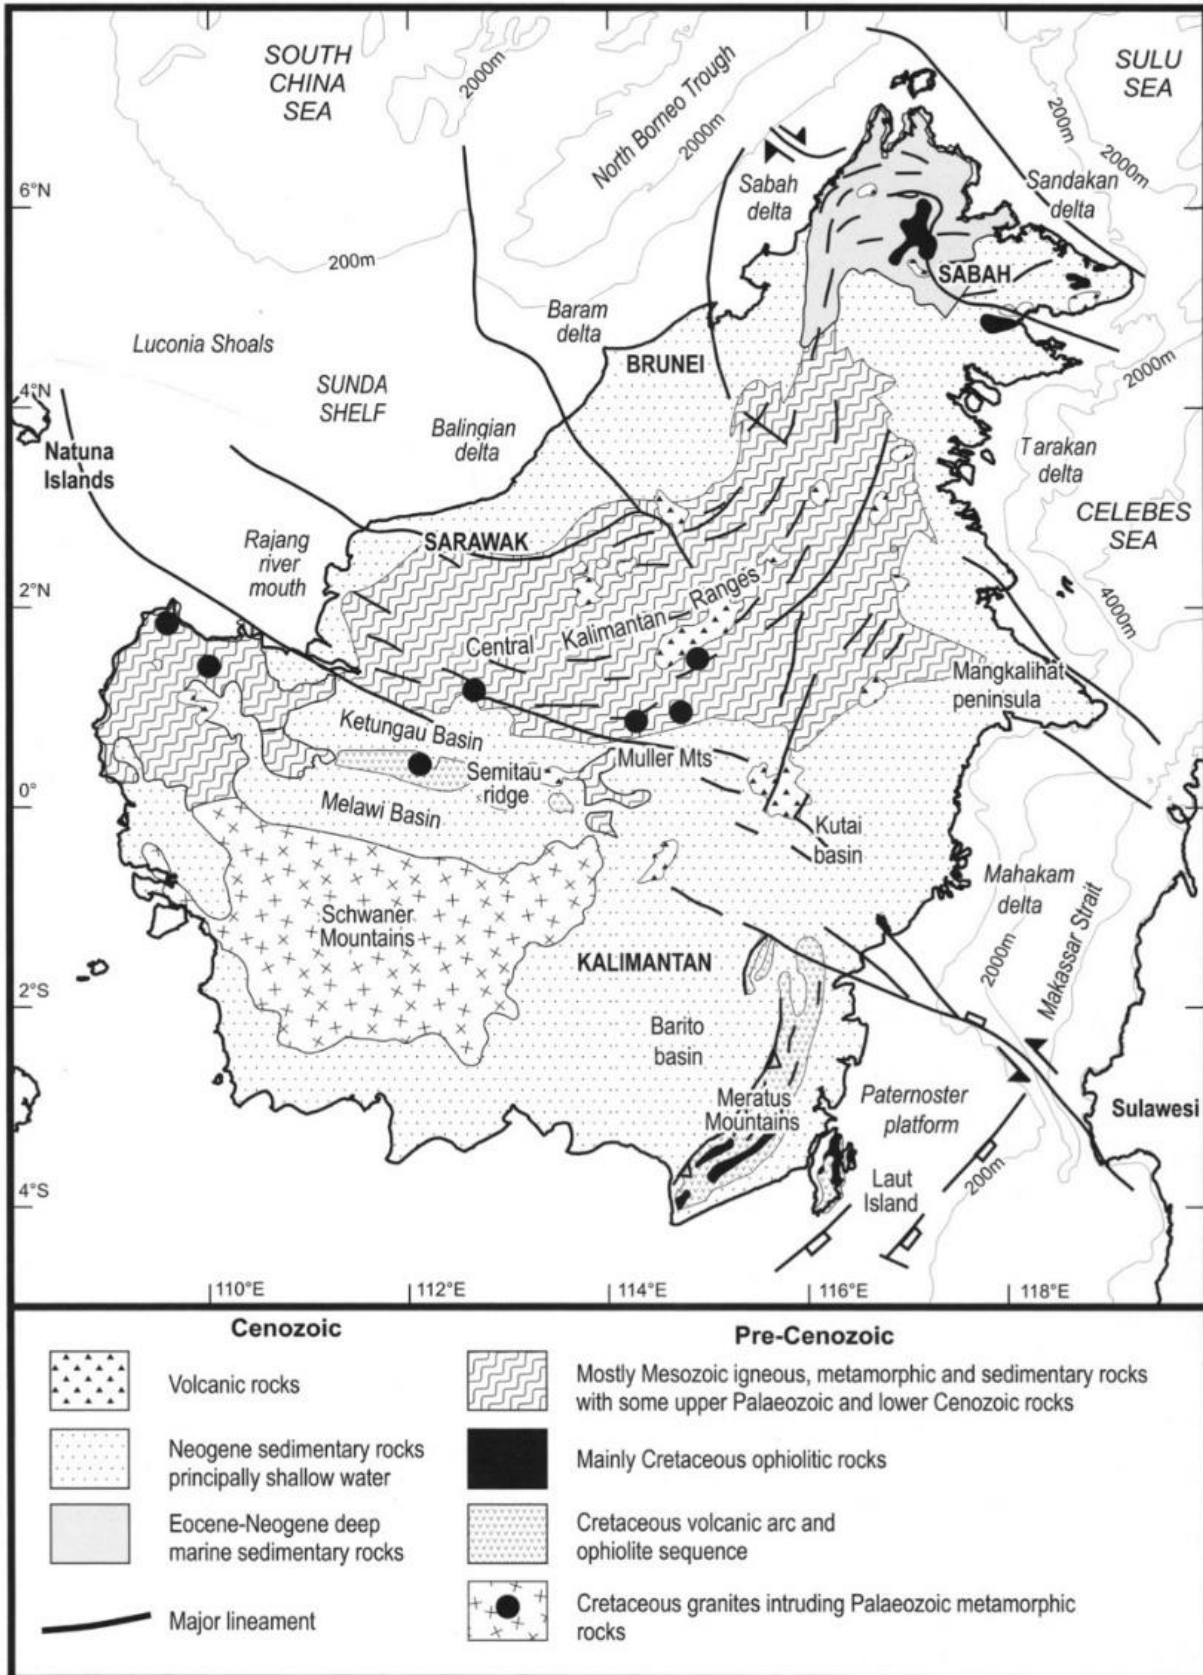 SOUTH
CHINA
SEA
2000m
North Borneo Trough
2000m
SULU
SEA
200m
2000m
6°N
Sabah
delta
Sandakan
delta
200m
SABAH
Baram
delta
Luconia Shoals
BRUNEI
2000m
SUNDA
SHELF
4°N
Natuna
Islands
Balingian
delta
Tarakan
delta
CELEBES
SEA
Rajang
river
mouth
SARAWAK
2°N
4000m
Central Kalimantan Ranges
Mangkalihat
peninsula
Ketungau Basin
Muller Mts
Semitau
ridge
0°
Melawi Basin
Kutai
basin
Mahakam
delta
Schwaner
Mountains
KALIMANTAN
2000m
Makassar Strait
2°S
Barito
basin
Meratus
Mountains
Paternoster
platform
Sulawesi
4°S
Laut
Island
200m
110°E
112°E
114°E
116°E
118°E
Cenozoic
Volcanic rocks
Neogene sedimentary rocks
principally shallow water
Eocene-Neogene deep
marine sedimentary rocks
Major lineament
Pre-Cenozoic
Mostly Mesozoic igneous, metamorphic and sedimentary rocks
with some upper Palaeozoic and lower Cenozoic rocks
Mainly Cretaceous ophiolitic rocks
Cretaceous volcanic arc and
ophiolite sequence
Cretaceous granites intruding Palaeozoic metamorphic
rocks